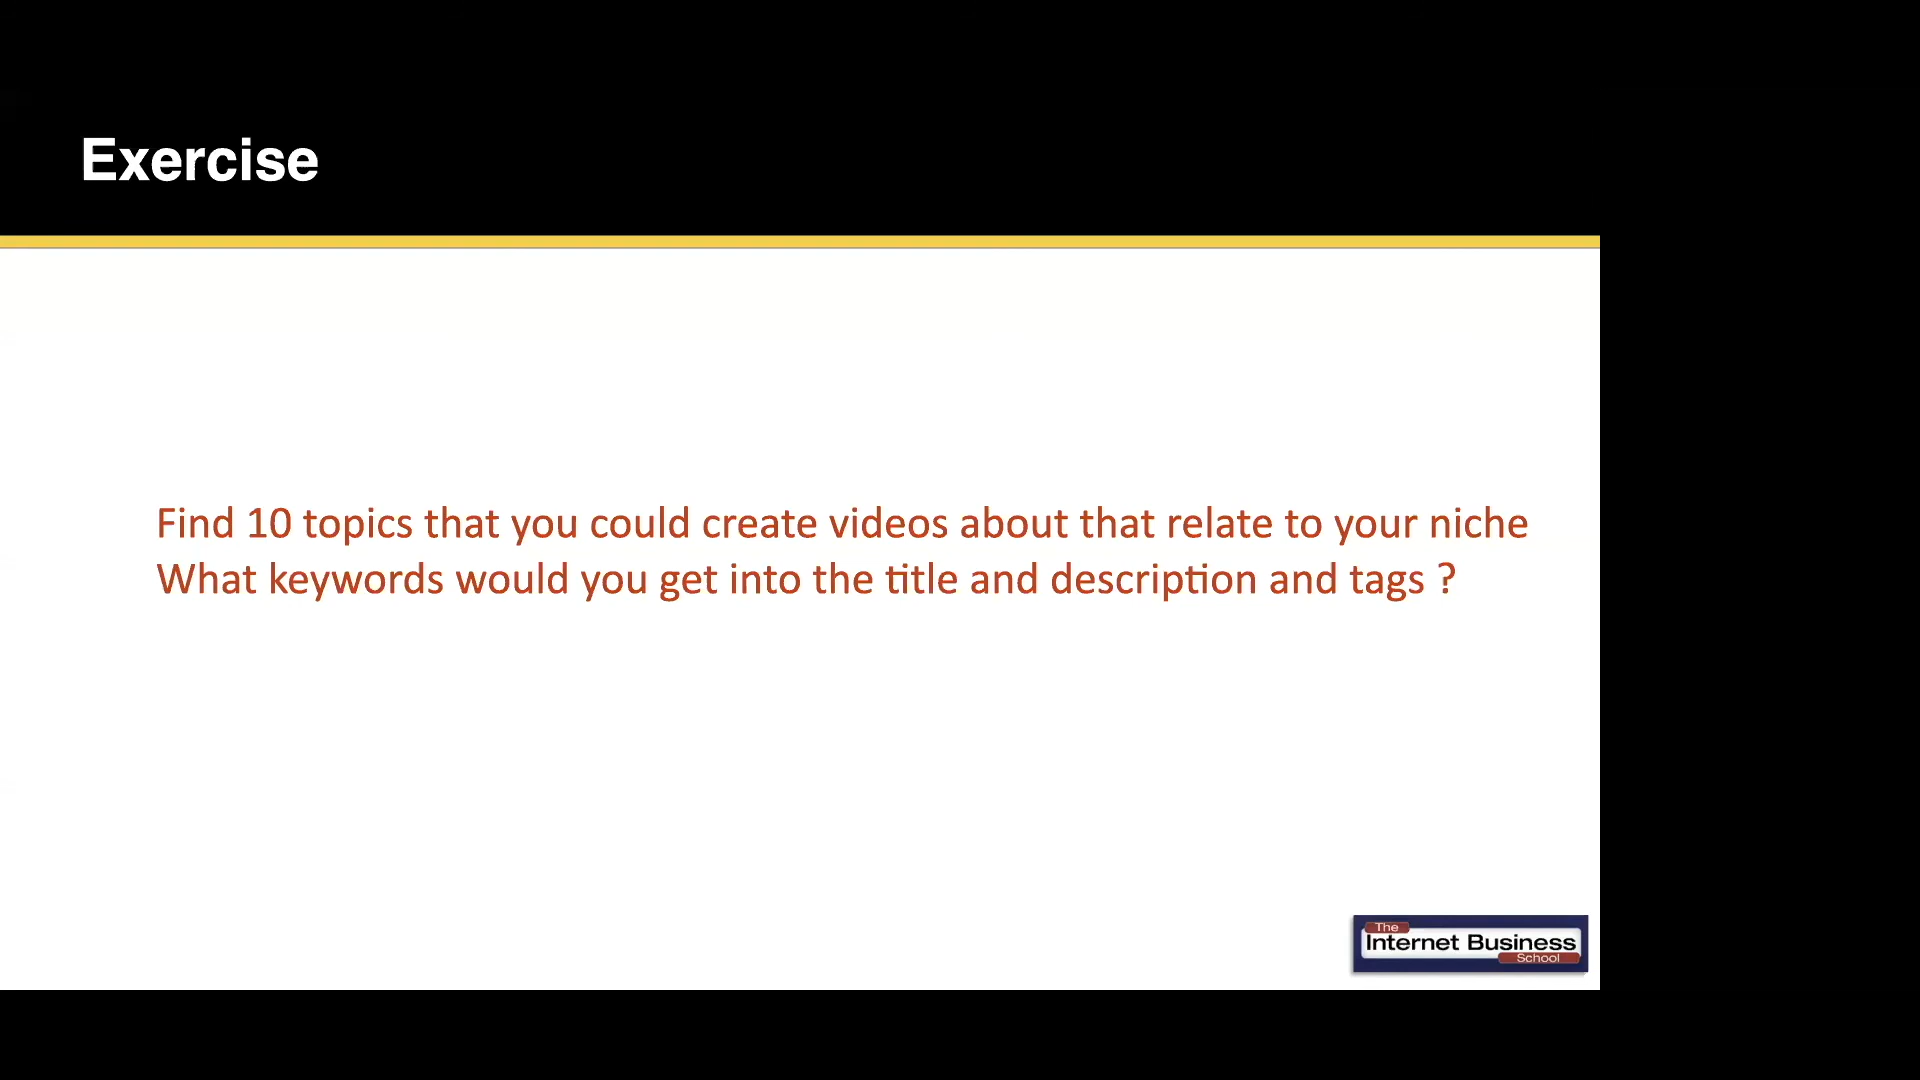 Exercise
Find 10 topics that you could create videos about that relate to your niche
What keywords would you get into the title and description and tags ?
The
Internet Business
School